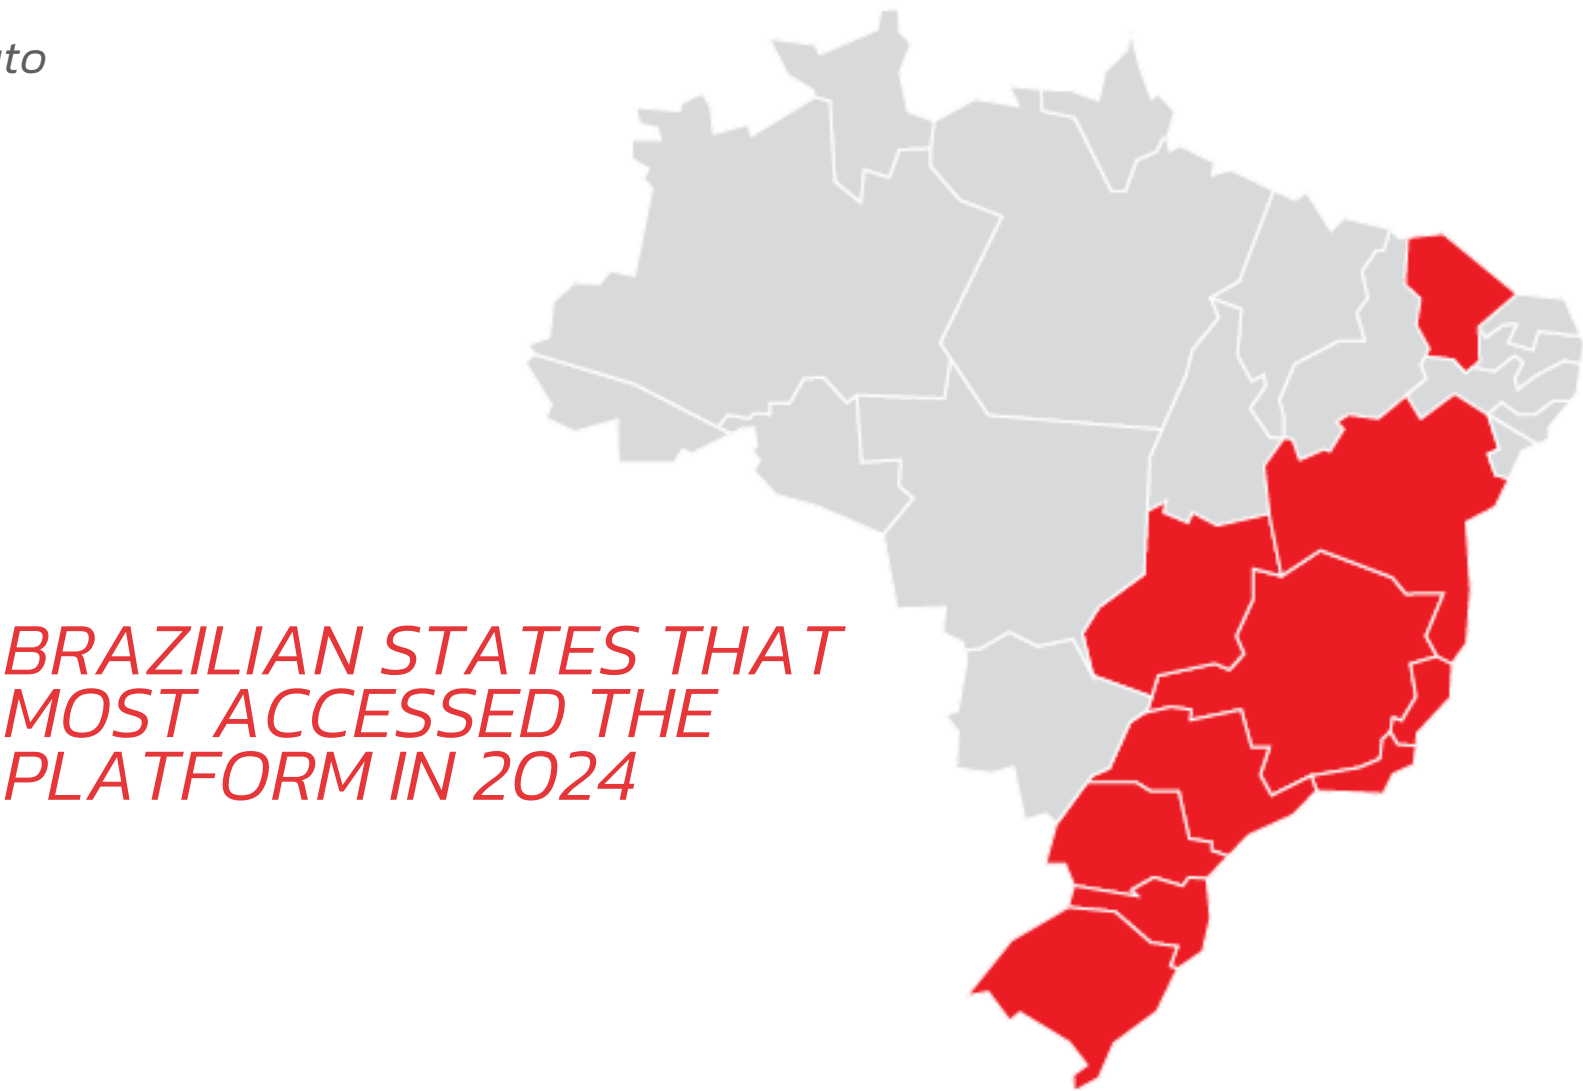 BRAZILIAN STATES THAT
MOST ACCESSED THE
PLATFORM IN 2024